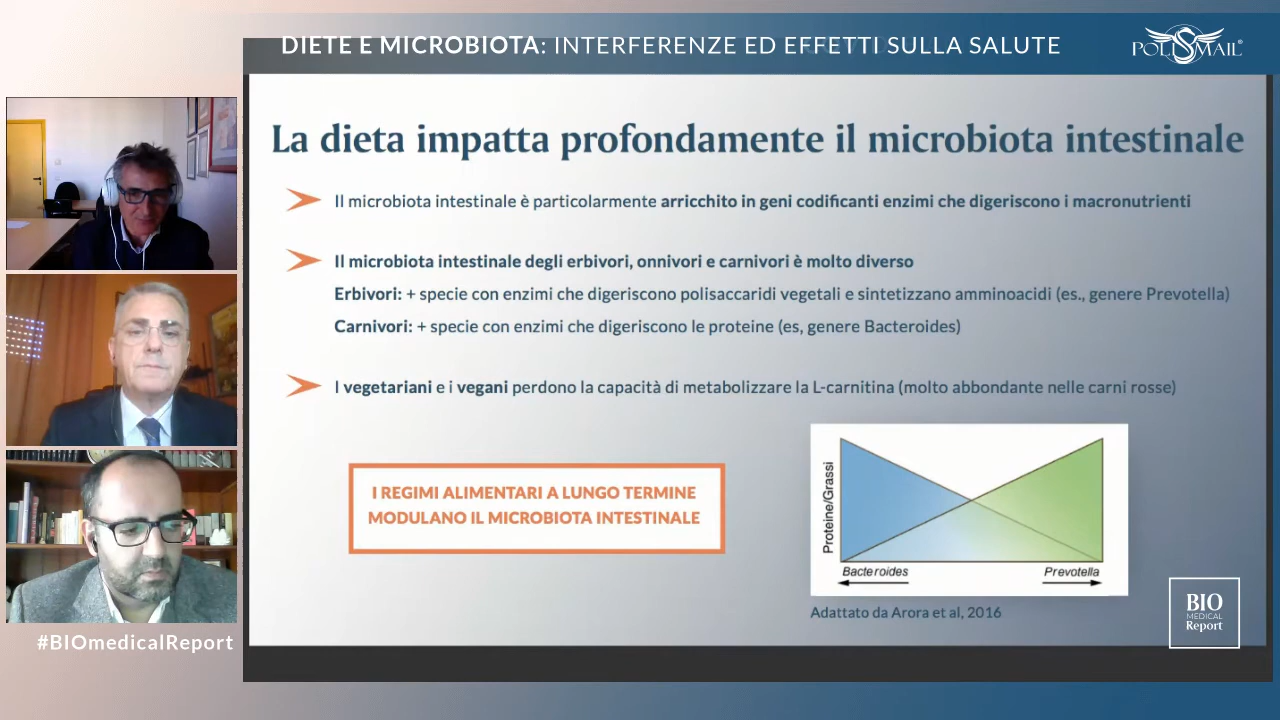 DIETE E MICROBIOTA: INTERFERENZE ED EFFETTI SULLA SALUTE
POLISMAIL®
La dieta impatta profondamente il microbiota intestinale
Il microbiota intestinale è particolarmente arricchito in geni codificanti enzimi che digeriscono i macronutrienti
Il microbiota intestinale degli erbivori, onnivori e carnivori è molto diverso
Erbivori: + specie con enzimi che digeriscono polisaccaridi vegetali e sintetizzano amminoacidi (es., genere Prevotella)
Carnivori: + specie con enzimi che digeriscono le proteine (es, genere Bacteroides)
I vegetariani e i vegani perdono la capacità di metabolizzare la L-carnitina (molto abbondante nelle carni rosse)
I REGIMI ALIMENTARI A LUNGO TERMINE
MODULANO IL MICROBIOTA INTESTINALE
Proteine/Grassi
Bacteroides
Prevotella
Adattato da Arora et al, 2016
BIO
MEDICAL
Report
#BIOmedicalReport